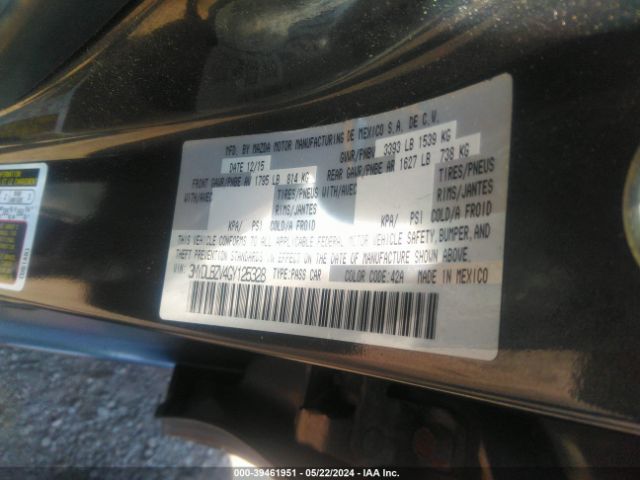 MFD. BY MAZDA MOTOR MANUFACTURING DE MEXICO S.A. DE C.V.
DATE 12/15 GVWR/PNBV 3393 LB 1539 KG
FRONT GAWR/PNBE AV 1795 LB 814 KG REAR GAWR/PNBE AR 1627 LB 738 KG
WITH/AVEC TIRES/PNEUS WITH/AVEC TIRES/PNEUS
RIMS/JANTES RIMS/JANTES
KPA/ PSI COLD/A FROID KPA/ PSI COLD/A FROID
THIS VEHICLE CONFORMS TO ALL APPLICABLE FEDERAL MOTOR VEHICLE SAFETY, BUMPER, AND
THEFT PREVENTION STANDARDS IN EFFECT ON THE DATE OF MANUFACTURE SHOWN ABOVE.
VIN: 3MYDLBZV4GY125328 TYPE:PASS CAR COLOR CODE: 42A MADE IN MEXICO
000-39461951 - 05/22/2024 - IAA Inc.